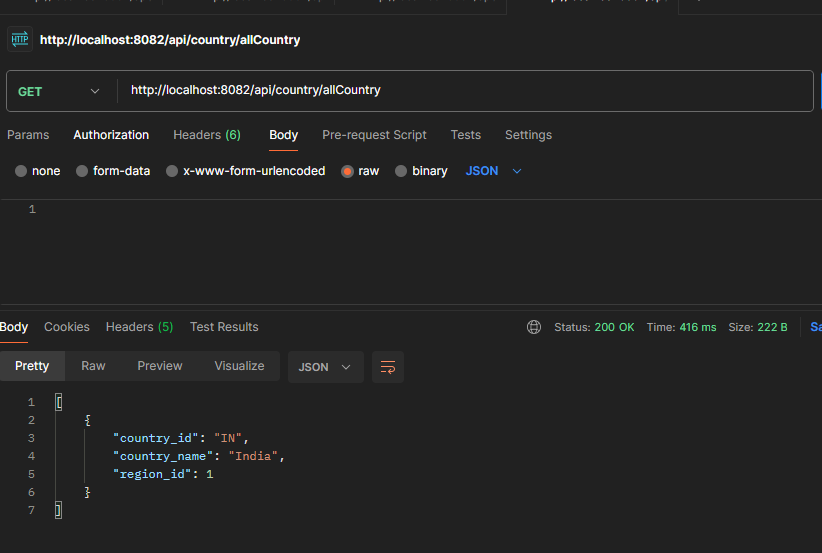 HTTP http://localhost:8082/api/country/allCountry
GET http://localhost:8082/api/country/allCountry
Params Authorization Headers (6) Body Pre-request Script Tests Settings
none form-data x-www-form-urlencoded raw binary JSON
1
Body Cookies Headers (5) Test Results Status: 200 OK Time: 416 ms Size: 222 B Sa
Pretty Raw Preview Visualize JSON
1 [
2 {
3 "country_id": "IN",
4 "country_name": "India",
5 "region_id": 1
6 }
7 ]